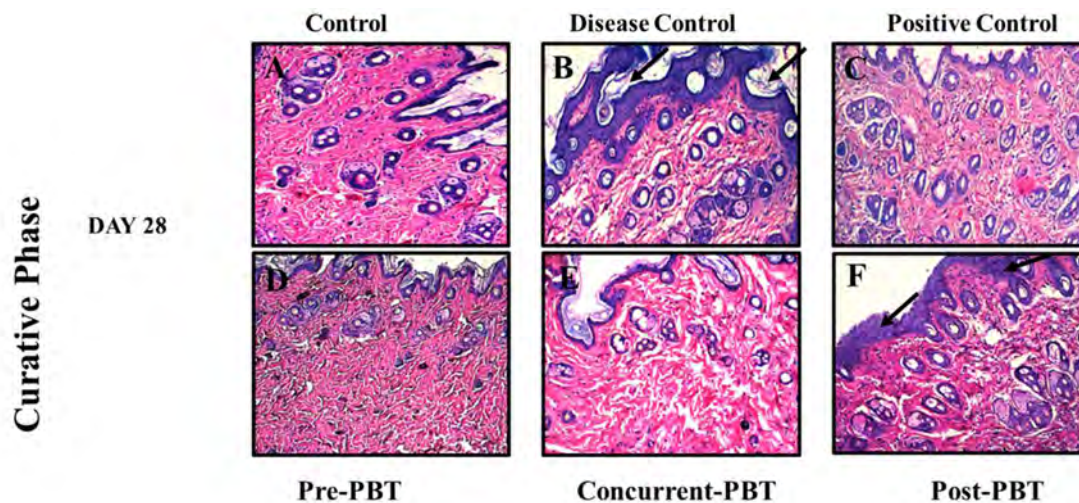 Control Disease Control Positive Control
A B C
Curative Phase
DAY 28
D E F
Pre-PBT Concurrent-PBT Post-PBT